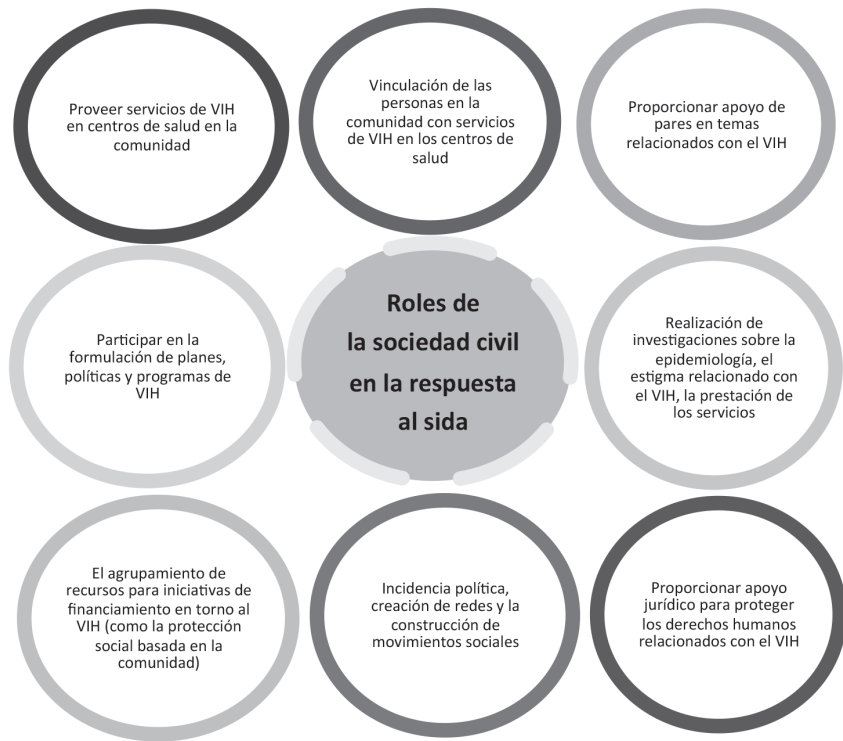 Proveer servicios de VIH
en centros de salud en la
comunidad
Vinculación de las
personas en la
comunidad con servicios
de VIH en los centros de
salud
Proporcionar apoyo de
pares en temas
relacionados con el VIH
Participar en la
formulación de planes,
políticas y programas de
VIH
Roles de
la sociedad civil
en la respuesta
al sida
Realización de
investigaciones sobre la
epidemiología, el
estigma relacionado con
el VIH, la prestación de
los servicios
El agrupamiento de
recursos para iniciativas de
financiamiento en torno al
VIH (como la protección
social basada en la
comunidad)
Incidencia política,
creación de redes y la
construcción de
movimientos sociales
Proporcionar apoyo
jurídico para proteger
los derechos humanos
relacionados con el VIH